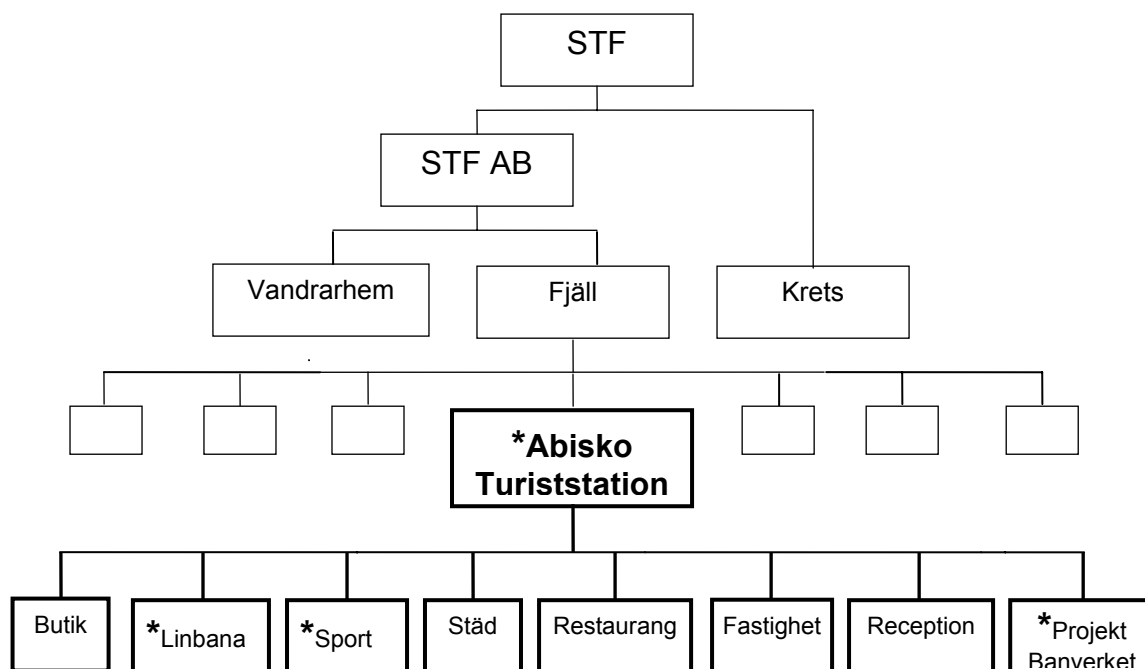 STF
STF AB
Vandrarhem
Fjäll
Krets
*Abisko
Turiststation
Butik
*Linbana
*Sport
Städ
Restaurang
Fastighet
Reception
*Projekt
Banverket